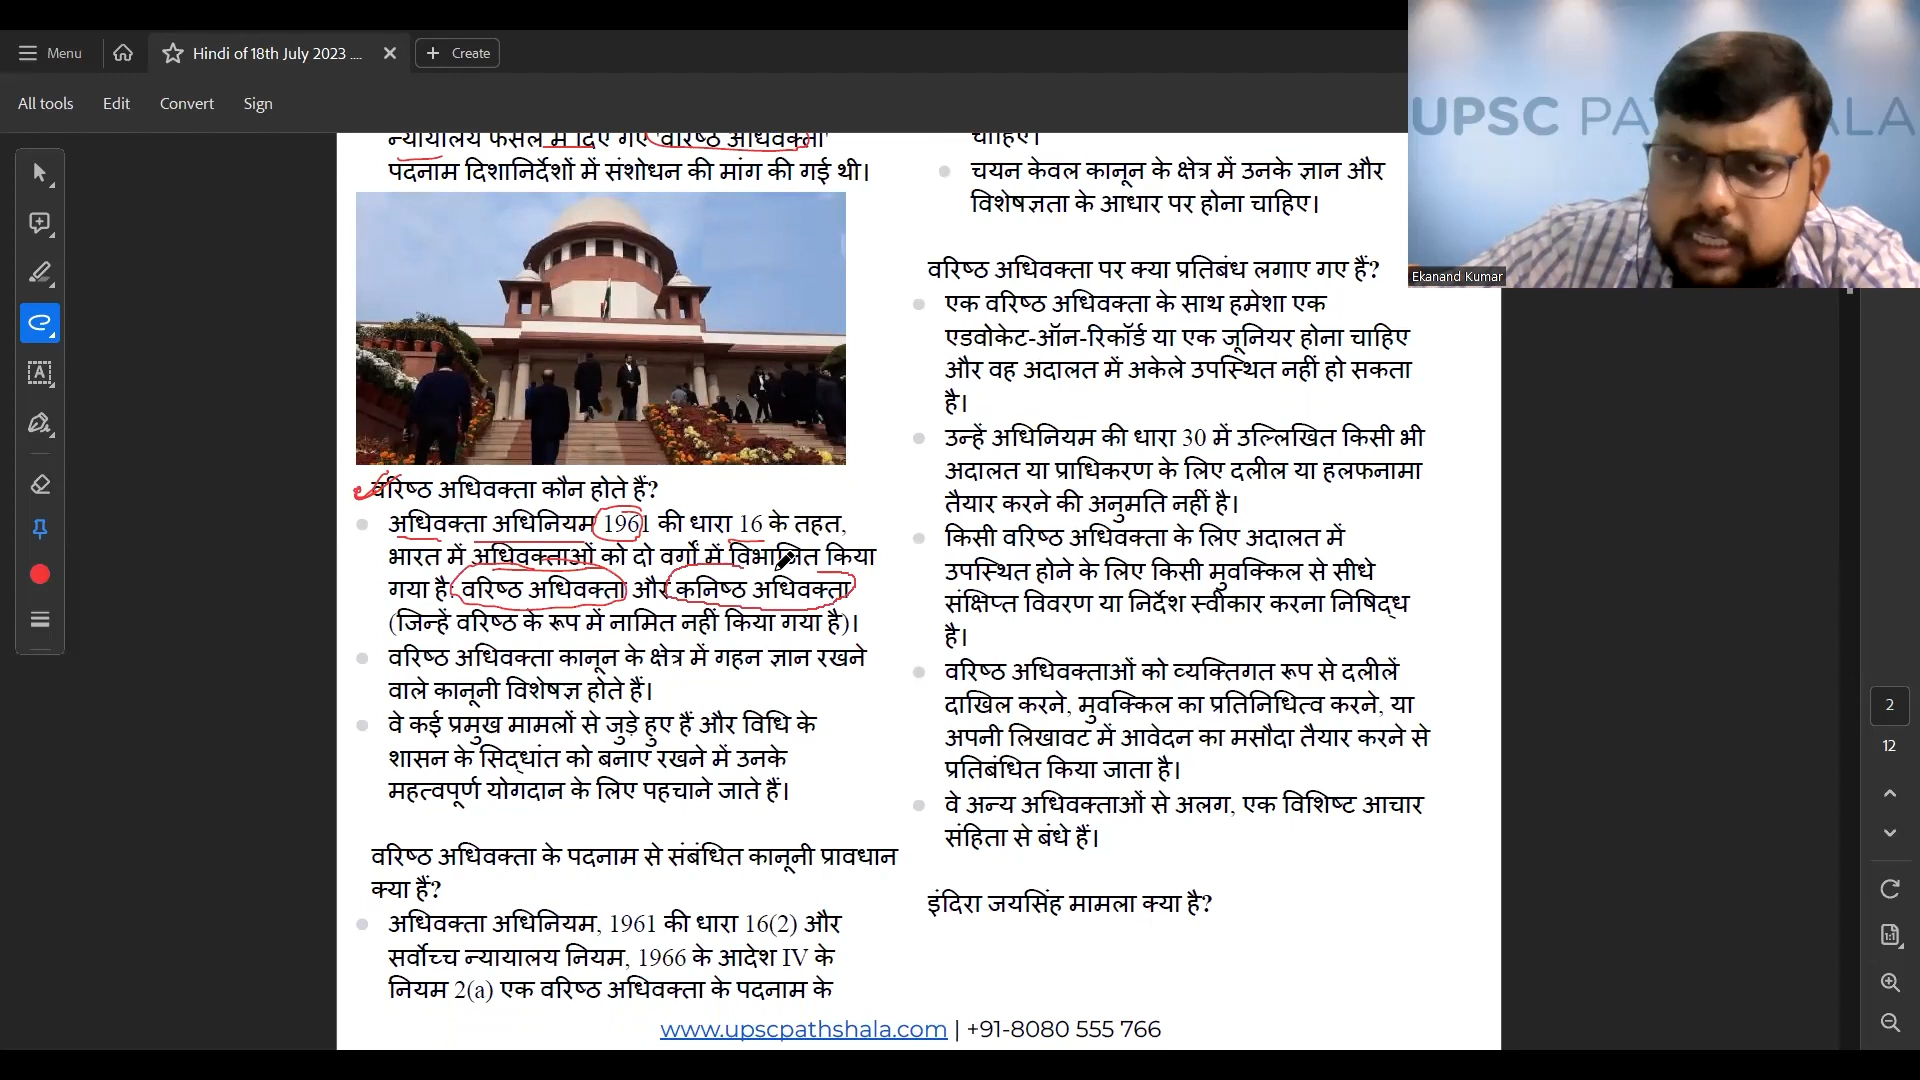 Menu
Hindi of 18th July 2023 ....
Create
All tools
Edit
Convert
Sign
UPSC PA
ALA
Ekanand Kumar
न्यायालय फैसले में दिए गए 'वरिष्ठ अधिवक्ता'
पदनाम दिशानिर्देशों में संशोधन की मांग की गई थी।
वरिष्ठ अधिवक्ता कौन होते हैं?
अधिवक्ता अधिनियम 1961 की धारा 16 के तहत,
भारत में अधिवक्ताओं को दो वर्गों में विभाजित किया
गया है: वरिष्ठ अधिवक्ता और कनिष्ठ अधिवक्ता
(जिन्हें वरिष्ठ के रूप में नामित नहीं किया गया है)।
वरिष्ठ अधिवक्ता कानून के क्षेत्र में गहन ज्ञान रखने
वाले कानूनी विशेषज्ञ होते हैं।
वे कई प्रमुख मामलों से जुड़े हुए हैं और विधि के
शासन के सिद्धांत को बनाए रखने में उनके
महत्वपूर्ण योगदान के लिए पहचाने जाते हैं।
वरिष्ठ अधिवक्ता के पदनाम से संबंधित कानूनी प्रावधान
क्या हैं?
अधिवक्ता अधिनियम, 1961 की धारा 16(2) और
सर्वोच्च न्यायालय नियम, 1966 के आदेश IV के
नियम 2(a) एक वरिष्ठ अधिवक्ता के पदनाम के
चाहिए।
चयन केवल कानून के क्षेत्र में उनके ज्ञान और
विशेषज्ञता के आधार पर होना चाहिए।
वरिष्ठ अधिवक्ता पर क्या प्रतिबंध लगाए गए हैं?
एक वरिष्ठ अधिवक्ता के साथ हमेशा एक
एडवोकेट-ऑन-रिकॉर्ड या एक जूनियर होना चाहिए
और वह अदालत में अकेले उपस्थित नहीं हो सकता
है।
उन्हें अधिनियम की धारा 30 में उल्लिखित किसी भी
अदालत या प्राधिकरण के लिए दलील या हलफनामा
तैयार करने की अनुमति नहीं है।
किसी वरिष्ठ अधिवक्ता के लिए अदालत में
उपस्थित होने के लिए किसी मुवक्किल से सीधे
संक्षिप्त विवरण या निर्देश स्वीकार करना निषिद्ध
है।
वरिष्ठ अधिवक्ताओं को व्यक्तिगत रूप से दलीलें
दाखिल करने, मुवक्किल का प्रतिनिधित्व करने, या
अपनी लिखावट में आवेदन का मसौदा तैयार करने से
प्रतिबंधित किया जाता है।
वे अन्य अधिवक्ताओं से अलग, एक विशिष्ट आचार
संहिता से बंधे हैं।
इंदिरा जयसिंह मामला क्या है?
www.upscpathshala.com | +91-8080 555 766
2
12